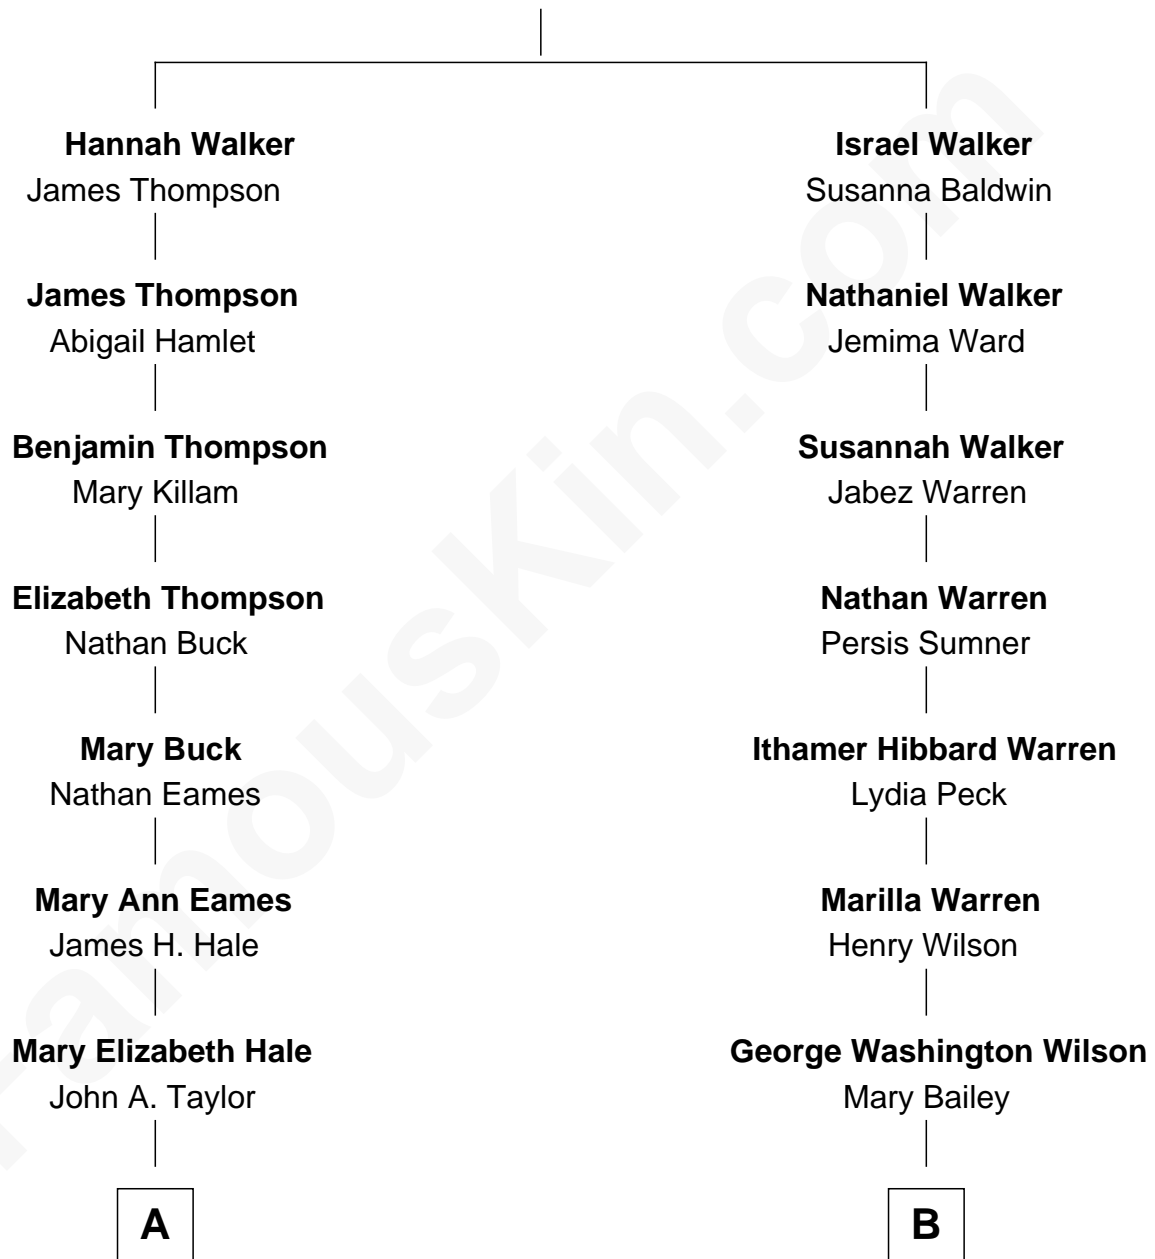 Hannah Walker
James Thompson
James Thompson
Abigail Hamlet
Benjamin Thompson
Mary Killam
Elizabeth Thompson
Nathan Buck
Mary Buck
Nathan Eames
Mary Ann Eames
James H. Hale
Mary Elizabeth Hale
John A. Taylor
A
Israel Walker
Susanna Baldwin
Nathaniel Walker
Jemima Ward
Susannah Walker
Jabez Warren
Nathan Warren
Persis Sumner
Ithamer Hibbard Warren
Lydia Peck
Marilla Warren
Henry Wilson
George Washington Wilson
Mary Bailey
B
FamousKin.com